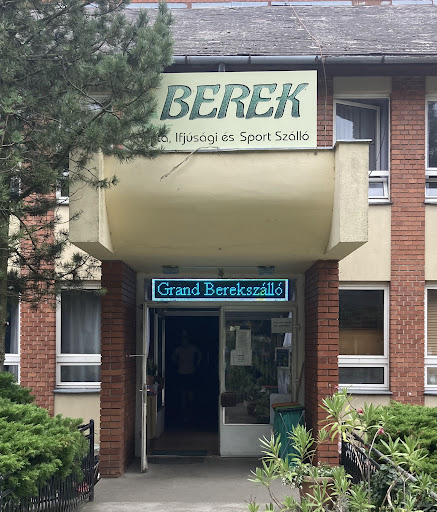 BEREK
Ifjúsági és Sport Szálló
Grand Berekszálló